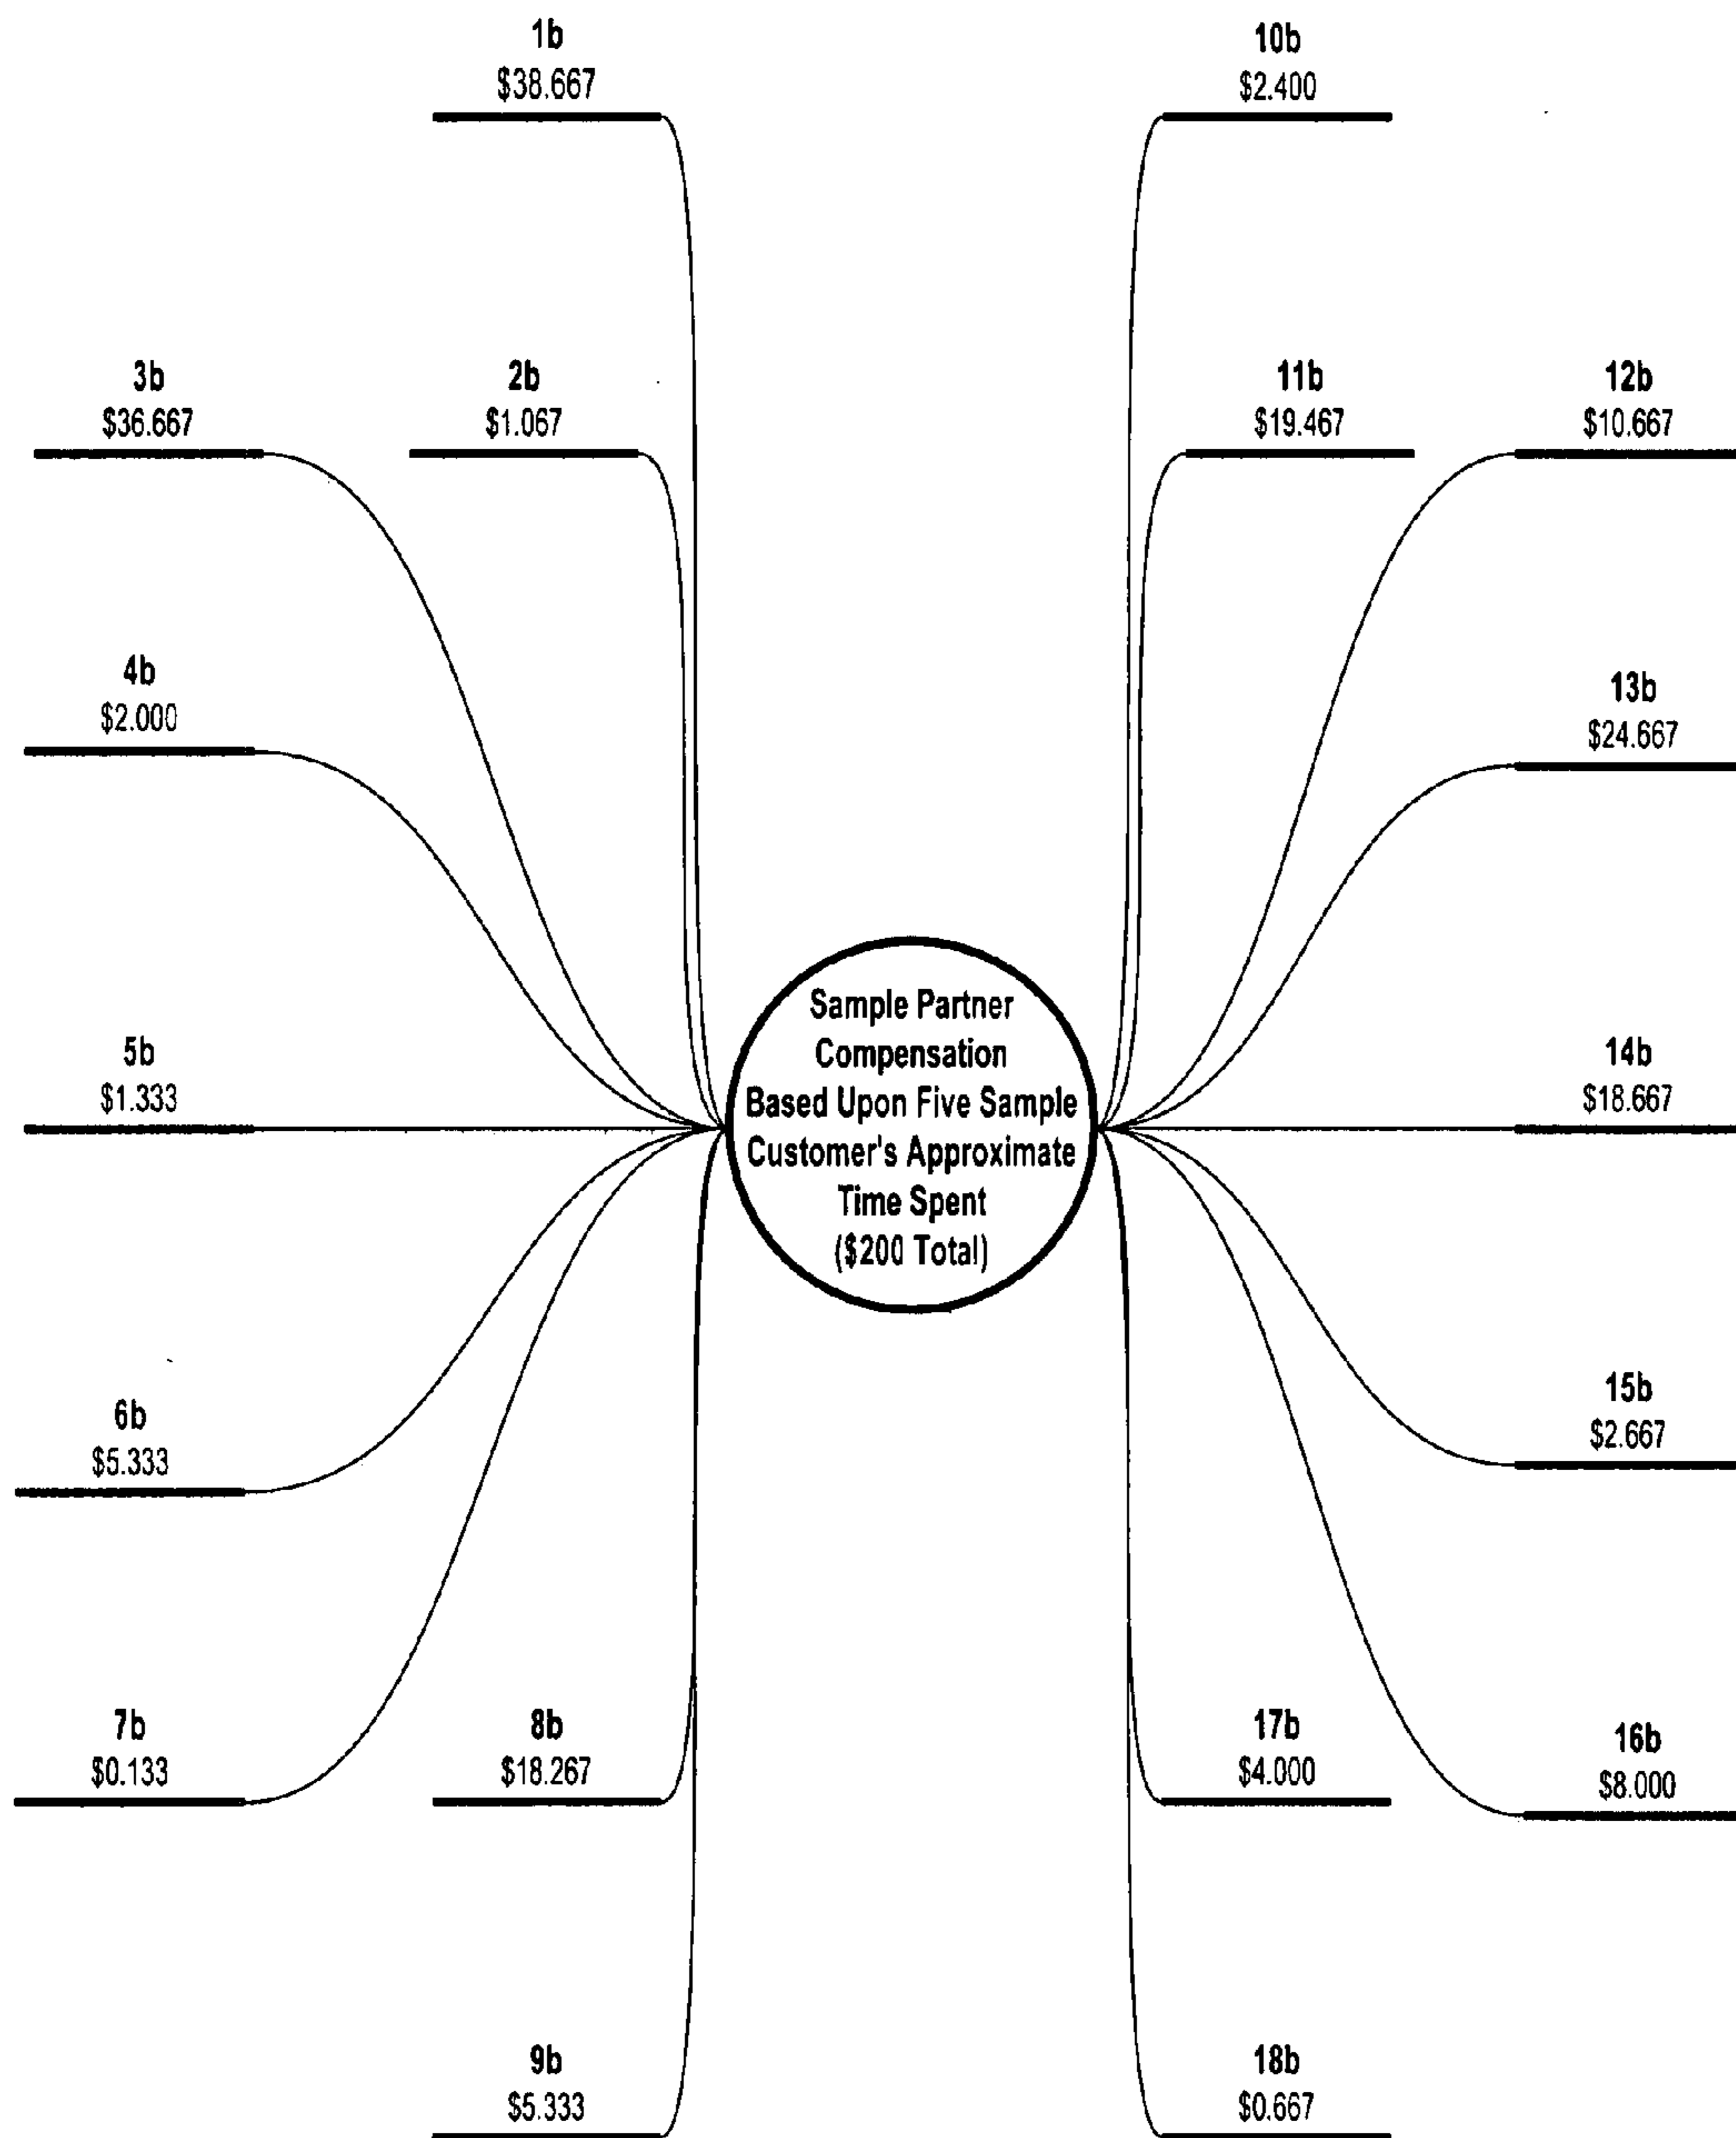 1b
$38.667
10b
$2.400
3b
$36.667
2b
$1.067
11b
$19.467
12b
$10.667
4b
$2.000
13b
$24.667
5b
$1.333
Sample Partner
Compensation
Based Upon Five Sample
Customer's Approximate
Time Spent
($200 Total)
14b
$18.667
6b
$5.333
15b
$2.667
7b
$0.133
8b
$18.267
17b
$4.000
16b
$8.000
9b
$5.333
18b
$0.667